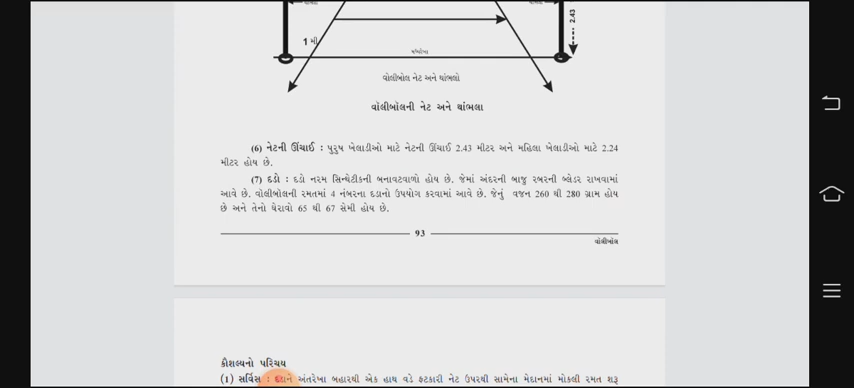 2.43
1 મી
મધ્યરેખા
વોલીબોલ નેટ અને થાંભલો
વૉલીબૉલની નેટ અને થાંભલા
(6) નેટની ઊંચાઈ : પુરુષ ખેલાડીઓ માટે નેટની ઊંચાઈ 2.43 મીટર અને મહિલા ખેલાડીઓ માટે 2.24
મીટર હોય છે.
(7) દડો : દડો નરમ સિન્થેટીકની બનાવટવાળો હોય છે. જેમાં અંદરની બાજુ રબરની બ્લેડર રાખવામાં
આવે છે. વોલીબોલની રમતમાં 4 નંબરના દડાનો ઉપયોગ કરવામાં આવે છે. જેનું વજન 260 થી 280 ગ્રામ હોય
છે અને તેનો ઘેરાવો 65 થી 67 સેમી હોય છે.
93
વૉલીબૉલ
કૌશલ્યનો પરિચય
(1) સર્વિસ : દડાને અંતરેખા બહારથી એક હાથ વડે ફટકારી નેટ ઉપરથી સામેના મેદાનમાં મોકલી રમત શરૂ